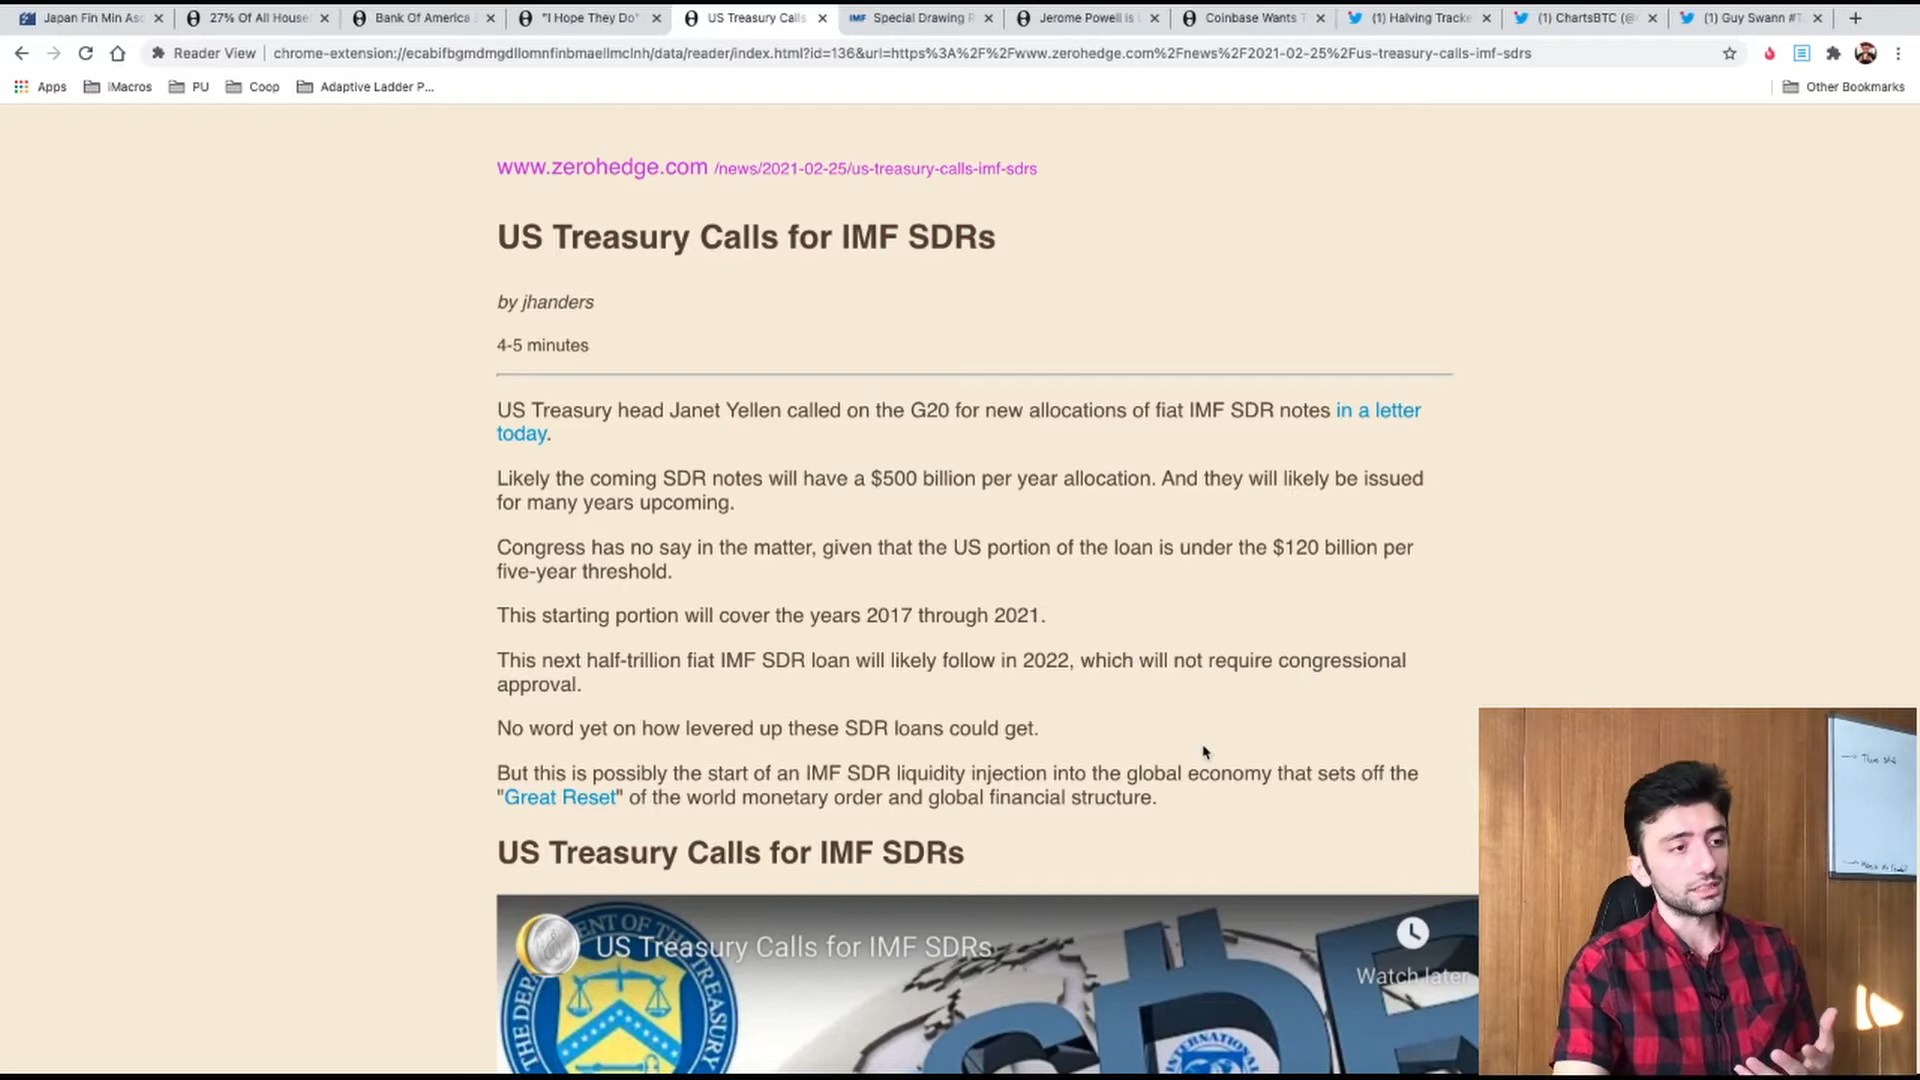 Japan Fin Min Aso
27% Of All House
Bank Of America
"I Hope They Do"
US Treasury Calls
IMF Special Drawing R
Jerome Powell is
Coinbase Wants T
(1) Halving Tracke
(1) ChartsBTC (@
(1) Guy Swann #T
Reader View
chrome-extension://ecabifbgmdmgdllomnfinbmaellmclnh/data/reader/index.html?id=136&url=https%3A%2F%2Fwww.zerohedge.com%2Fnews%2F2021-02-25%2Fus-treasury-calls-imf-sdrs
Apps
iMacros
PU
Coop
Adaptive Ladder P...
Other Bookmarks
www.zerohedge.com /news/2021-02-25/us-treasury-calls-imf-sdrs
US Treasury Calls for IMF SDRs
by jhanders
4-5 minutes
US Treasury head Janet Yellen called on the G20 for new allocations of fiat IMF SDR notes in a letter
today.
Likely the coming SDR notes will have a $500 billion per year allocation. And they will likely be issued
for many years upcoming.
Congress has no say in the matter, given that the US portion of the loan is under the $120 billion per
five-year threshold.
This starting portion will cover the years 2017 through 2021.
This next half-trillion fiat IMF SDR loan will likely follow in 2022, which will not require congressional
approval.
No word yet on how levered up these SDR loans could get.
But this is possibly the start of an IMF SDR liquidity injection into the global economy that sets off the
"Great Reset" of the world monetary order and global financial structure.
US Treasury Calls for IMF SDRs
US Treasury Calls for IMF SDRs
Watch later
THE DEPARTMENT OF THE TREASURY
SDR
INTERNATIONAL